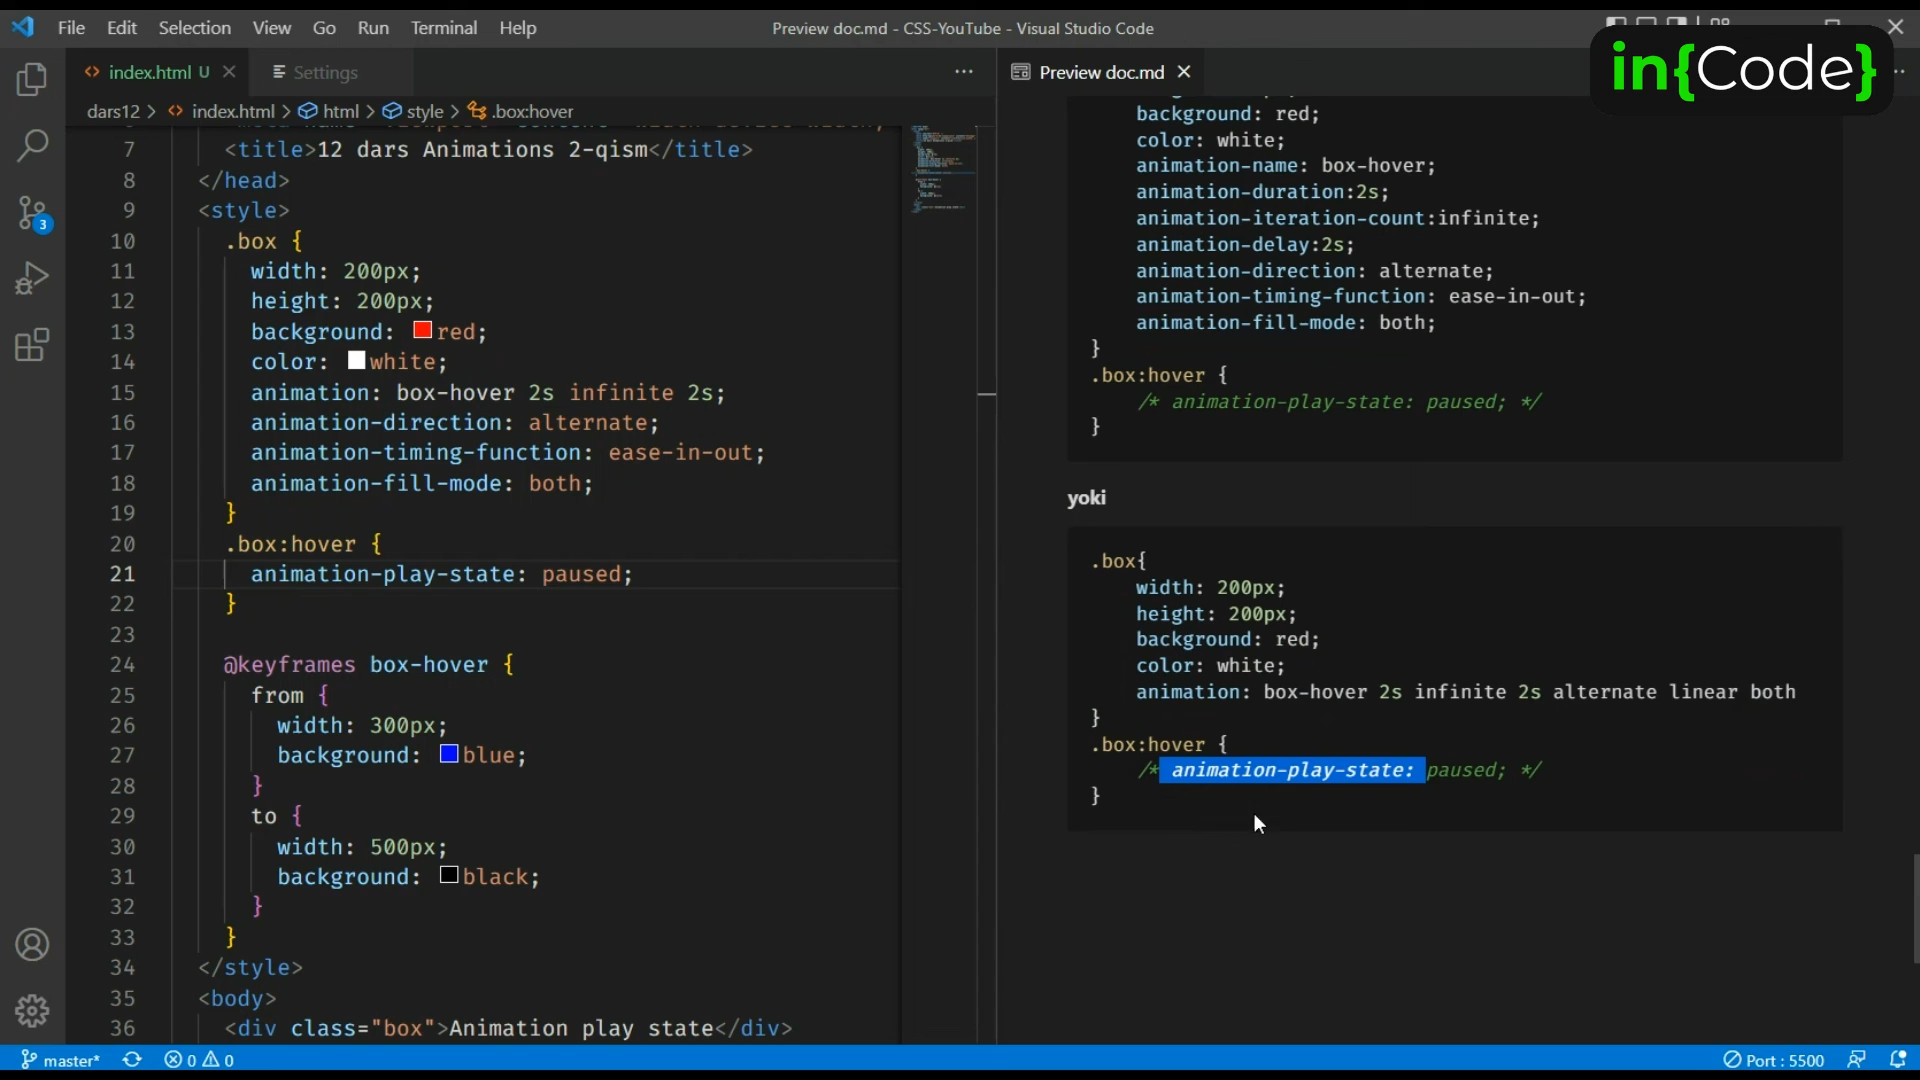 File Edit Selection View Go Run Terminal Help
Preview doc.md - CSS-YouTube - Visual Studio Code
in{Code}
index.html U
Settings
Preview doc.md
dars12 > index.html > html > style > .box:hover
7 <title>12 dars Animations 2-qism</title>
8 </head>
9 <style>
10 .box {
11 width: 200px;
12 height: 200px;
13 background: red;
14 color: white;
15 animation: box-hover 2s infinite 2s;
16 animation-direction: alternate;
17 animation-timing-function: ease-in-out;
18 animation-fill-mode: both;
19 }
20 .box:hover {
21 animation-play-state: paused;
22 }
23
24 @keyframes box-hover {
25 from {
26 width: 300px;
27 background: blue;
28 }
29 to {
30 width: 500px;
31 background: black;
32 }
33 }
34 </style>
35 <body>
36 <div class="box">Animation play state</div>
background: red;
color: white;
animation-name: box-hover;
animation-duration:2s;
animation-iteration-count:infinite;
animation-delay:2s;
animation-direction: alternate;
animation-timing-function: ease-in-out;
animation-fill-mode: both;
}
.box:hover {
/* animation-play-state: paused; */
}
yoki
.box{
width: 200px;
height: 200px;
background: red;
color: white;
animation: box-hover 2s infinite 2s alternate linear both
}
.box:hover {
/* animation-play-state: paused; */
}
3
master* 0 0
Port : 5500